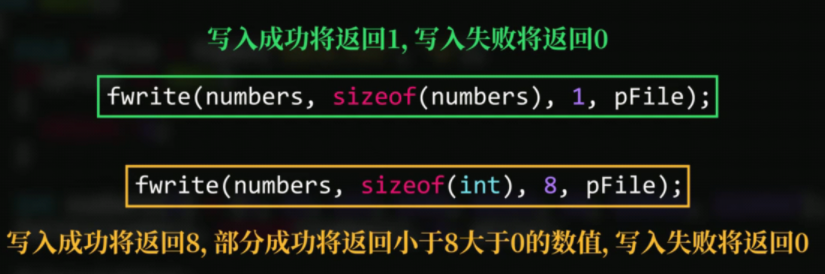 写入成功将返回1, 写入失败将返回0
fwrite(numbers, sizeof(numbers), 1, pFile);
fwrite(numbers, sizeof(int), 8, pFile);
写入成功将返回8, 部分成功将返回小于8大于0的数值, 写入失败将返回0